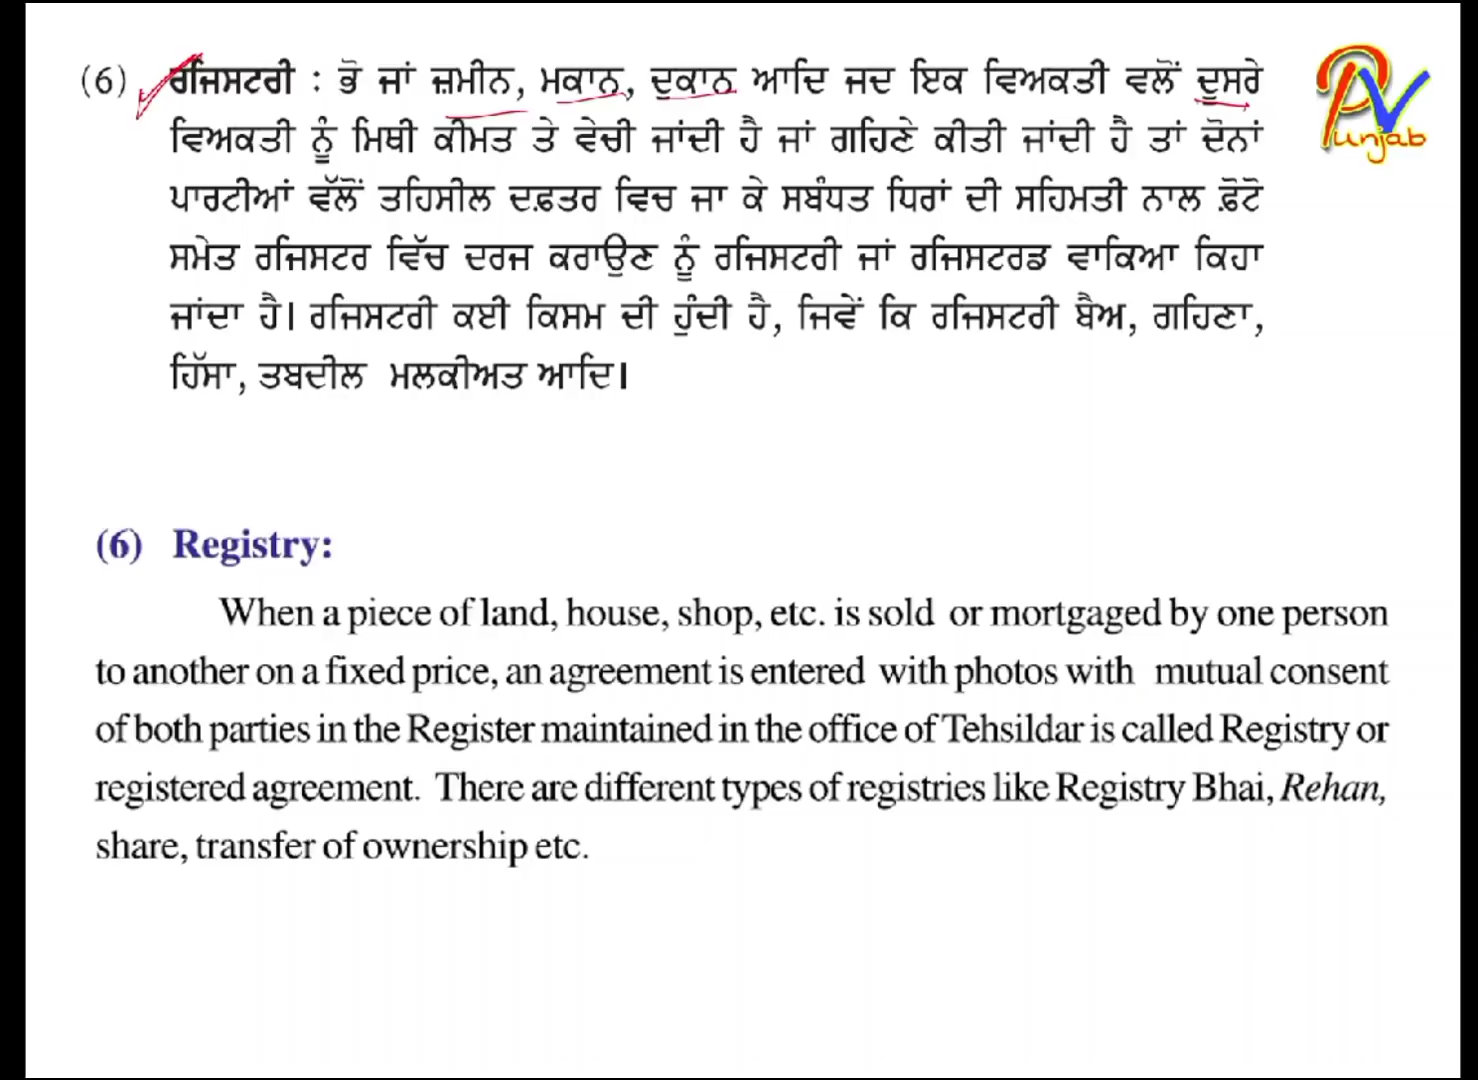 (6) ਰਜਿਸਟਰੀ : ਭੋਂ ਜਾਂ ਜ਼ਮੀਨ, ਮਕਾਨ, ਦੁਕਾਨ ਆਦਿ ਜਦ ਇਕ ਵਿਅਕਤੀ ਵਲੋਂ ਦੂਸਰੇ
ਵਿਅਕਤੀ ਨੂੰ ਮਿਥੀ ਕੀਮਤ ਤੇ ਵੇਚੀ ਜਾਂਦੀ ਹੈ ਜਾਂ ਗਹਿਣੇ ਕੀਤੀ ਜਾਂਦੀ ਹੈ ਤਾਂ ਦੋਨਾਂ
ਪਾਰਟੀਆਂ ਵੱਲੋਂ ਤਹਿਸੀਲ ਦਫ਼ਤਰ ਵਿਚ ਜਾ ਕੇ ਸਬੰਧਤ ਧਿਰਾਂ ਦੀ ਸਹਿਮਤੀ ਨਾਲ ਫ਼ੋਟੋ
ਸਮੇਤ ਰਜਿਸਟਰ ਵਿੱਚ ਦਰਜ ਕਰਾਉਣ ਨੂੰ ਰਜਿਸਟਰੀ ਜਾਂ ਰਜਿਸਟਰਡ ਵਾਕਿਆ ਕਿਹਾ
ਜਾਂਦਾ ਹੈ। ਰਜਿਸਟਰੀ ਕਈ ਕਿਸਮ ਦੀ ਹੁੰਦੀ ਹੈ, ਜਿਵੇਂ ਕਿ ਰਜਿਸਟਰੀ ਬੈਅ, ਗਹਿਣਾ,
ਹਿੱਸਾ, ਤਬਦੀਲ ਮਲਕੀਅਤ ਆਦਿ।
PV
Punjab
(6) Registry:
When a piece of land, house, shop, etc. is sold or mortgaged by one person
to another on a fixed price, an agreement is entered with photos with mutual consent
of both parties in the Register maintained in the office of Tehsildar is called Registry or
registered agreement. There are different types of registries like Registry Bhai, Rehan,
share, transfer of ownership etc.